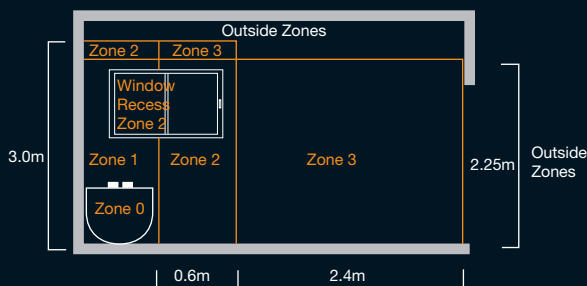 Outside Zones
Zone 2
Zone 3
Window
Recess
Zone 2
3.0m
Zone 1
Zone 2
Zone 3
2.25m
Outside
Zones
Zone 0
0.6m
2.4m